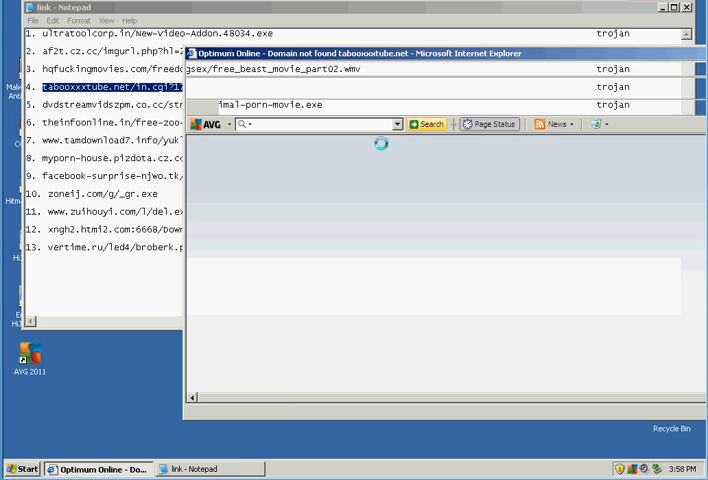 link - Notepad
File Edit Format View Help
1. ultratoolcorp.in/New-Video-Addon.48034.exe trojan
2. af2t.cz.cc/imgurl.php?hl=
Optimum Online - Domain not found tabooxxxtube.net - Microsoft Internet Explorer
3. hqfuckingmovies.com/freedo gsex/free_beast_movie_part02.wmv trojan
4. tabooxxxtube.net/in.cgi?1 trojan
5. dvdstreamvidszpm.co.cc/str imal-porn-movie.exe trojan
6. theinfoonline.in/free-zoo-
AVG Search Page Status News
7. www.tamdownload7.info/yuk
8. myporn-house.pizdota.cz.c
9. facebook-surprise-njwo.tk/
10. zoneij.com/g/_gr.exe
11. www.zuihouyi.com/l/del.ex
12. xngh2.htmi2.com:6668/Down
13. vertime.ru/led4/broberk.p
AVG 2011
Recycle Bin
Start Optimum Online - Do... link - Notepad 3:58 PM